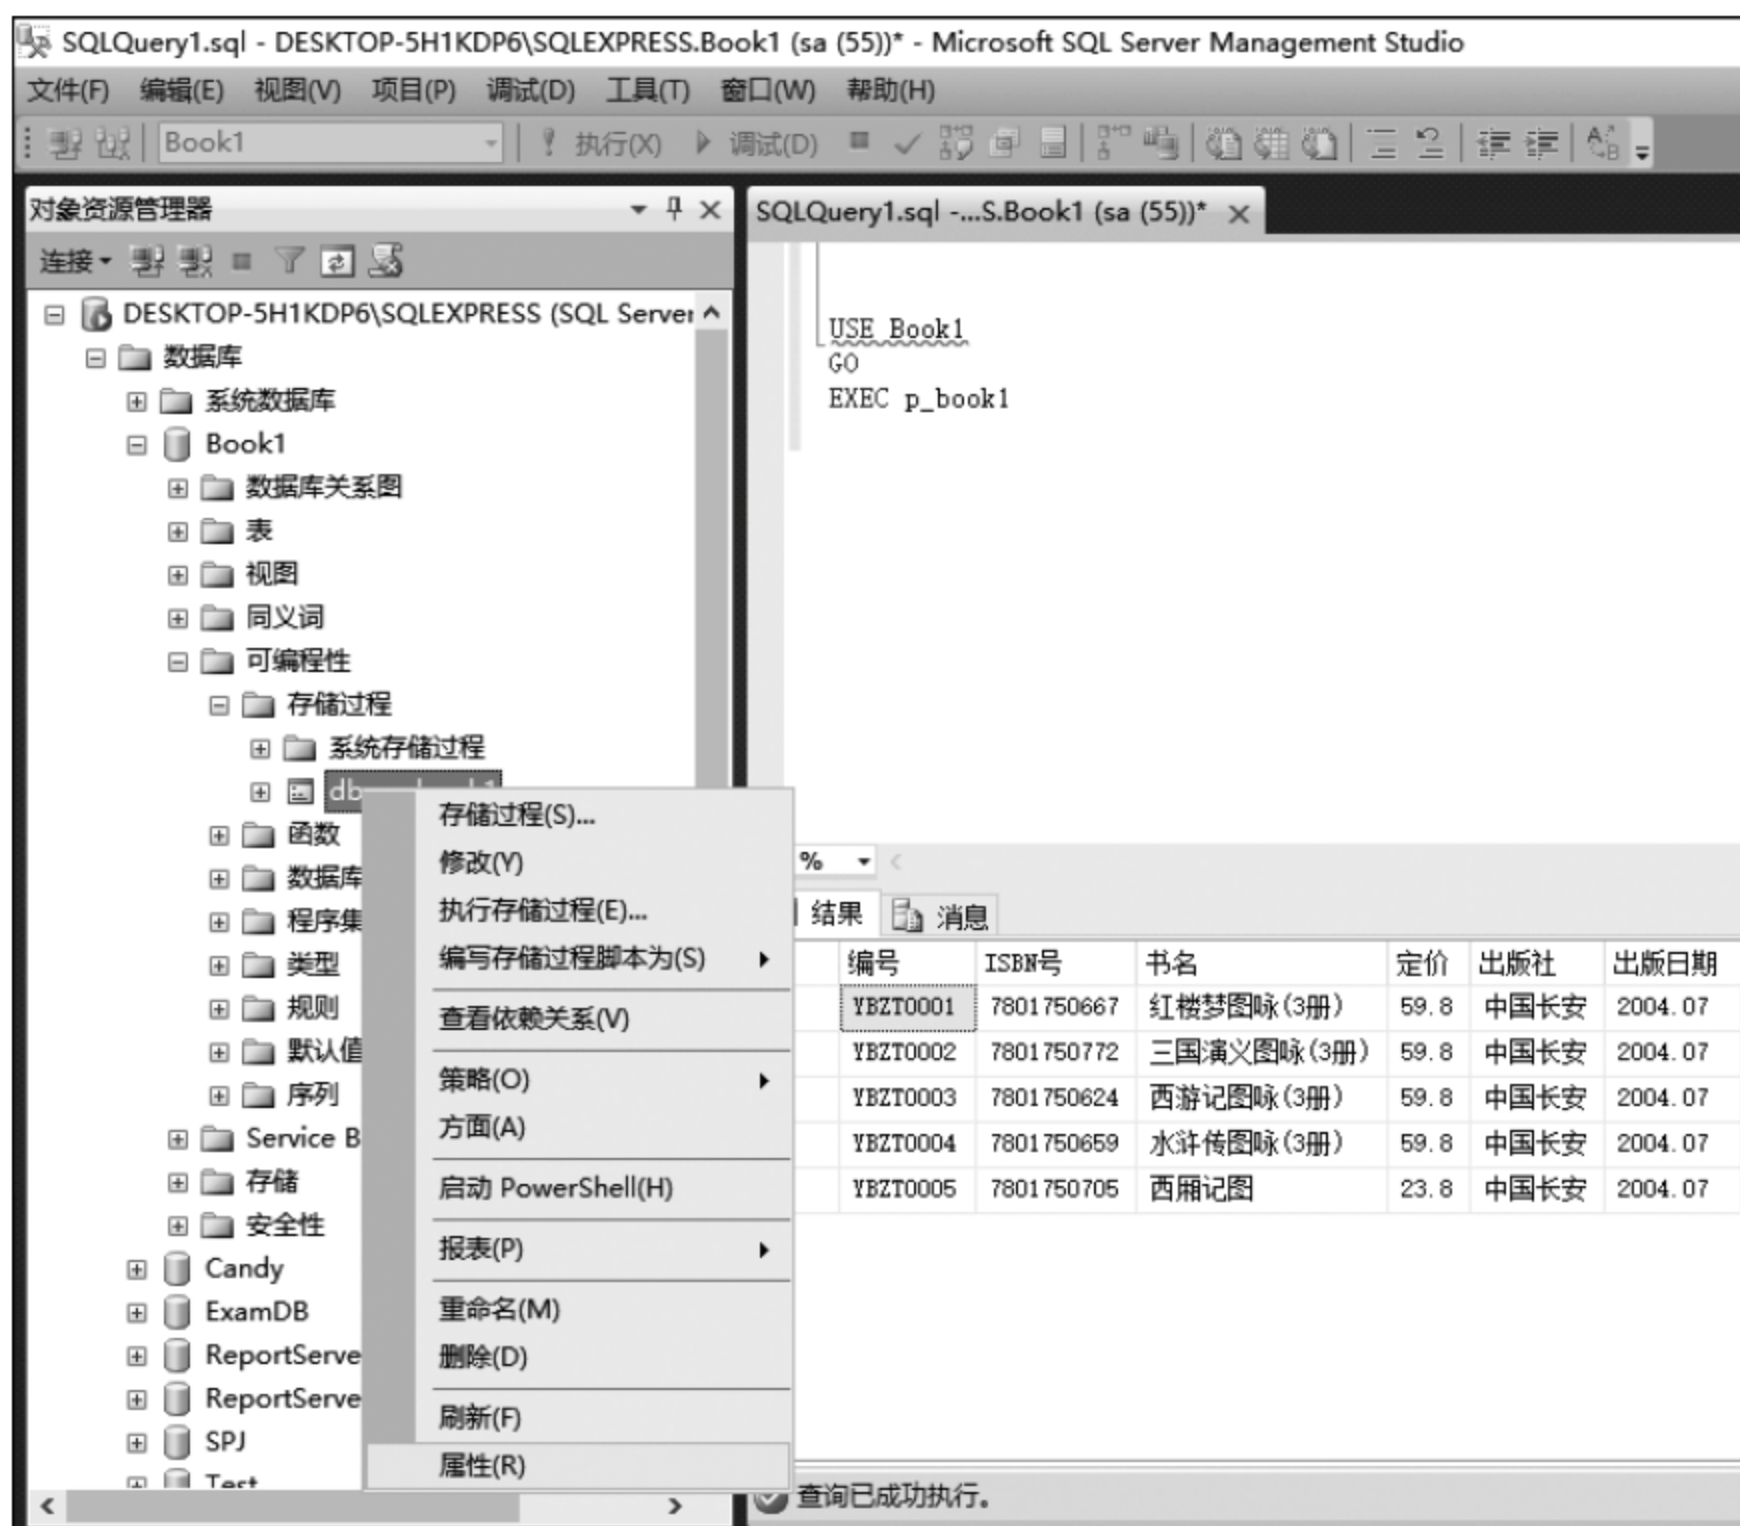 SQLQuery1.sql - DESKTOP-5H1KDP6\SQLEXPRESS.Book1 (sa (55))* - Microsoft SQL Server Management Studio
文件(F) 编辑(E) 视图(V) 项目(P) 调试(D) 工具(T) 窗口(W) 帮助(H)
Book1 执行(X) 调试(D)
对象资源管理器
连接
DESKTOP-5H1KDP6\SQLEXPRESS (SQL Server
数据库
系统数据库
Book1
数据库关系图
表
视图
同义词
可编程性
存储过程
系统存储过程
函数
数据库
程序集
类型
规则
默认值
序列
Service B
存储
安全性
Candy
ExamDB
ReportServe
ReportServe
SPJ
Test
存储过程(S)...
修改(Y)
执行存储过程(E)...
编写存储过程脚本为(S)
查看依赖关系(V)
策略(O)
方面(A)
启动 PowerShell(H)
报表(P)
重命名(M)
删除(D)
刷新(F)
属性(R)
SQLQuery1.sql -...S.Book1 (sa (55))*
USE Book1
GO
EXEC p_book1
%
结果 消息
编号 ISBN号 书名 定价 出版社 出版日期
YBZT0001 7801750667 红楼梦图咏(3册) 59.8 中国长安 2004.07
YBZT0002 7801750772 三国演义图咏(3册) 59.8 中国长安 2004.07
YBZT0003 7801750624 西游记图咏(3册) 59.8 中国长安 2004.07
YBZT0004 7801750659 水浒传图咏(3册) 59.8 中国长安 2004.07
YBZT0005 7801750705 西厢记图 23.8 中国长安 2004.07
查询已成功执行。